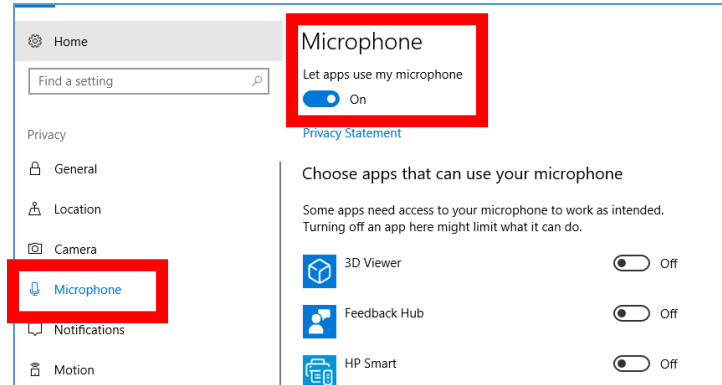 Home
Find a setting
Privacy
General
Location
Camera
Microphone
Notifications
Motion
Microphone
Let apps use my microphone
On
Privacy Statement
Choose apps that can use your microphone
Some apps need access to your microphone to work as intended.
Turning off an app here might limit what it can do.
3D Viewer Off
Feedback Hub Off
HP Smart Off